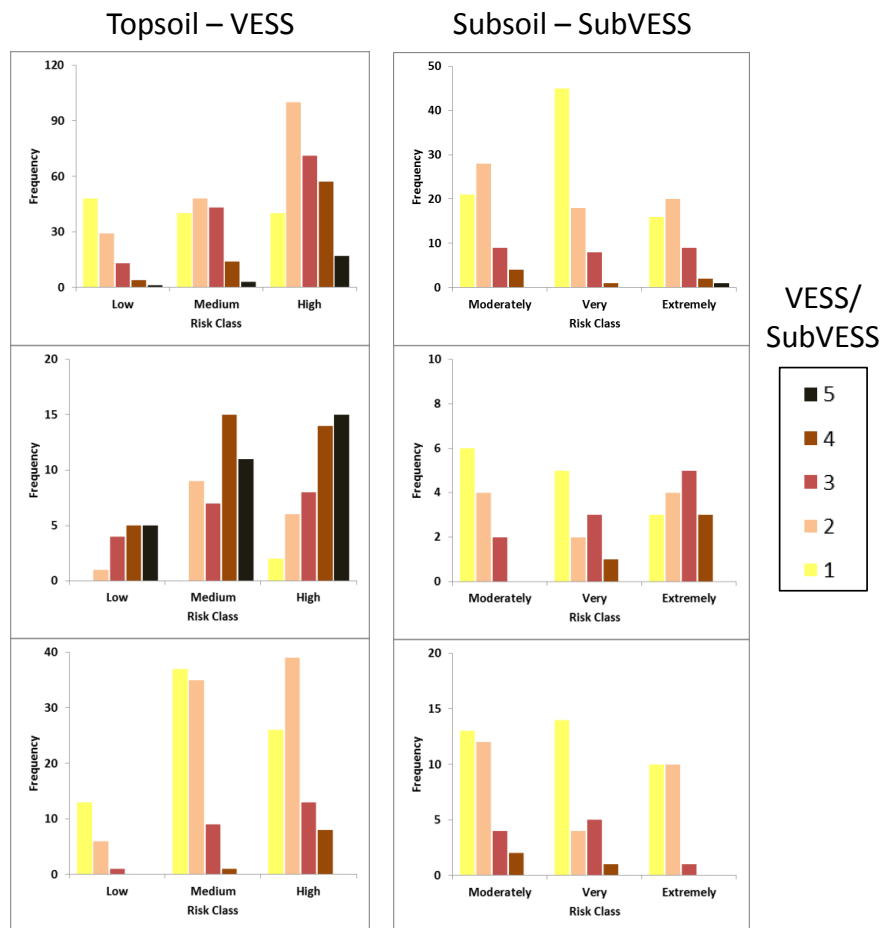 Topsoil – VESS
Subsoil – SubVESS
120
90
60
30
0
Frequency
Low Medium High
Risk Class
50
40
30
20
10
0
Frequency
Moderately Very Extremely
Risk Class
20
15
10
5
0
Frequency
Low Medium High
Risk Class
10
8
6
4
2
0
Frequency
Moderately Very Extremely
Risk Class
40
30
20
10
0
Frequency
Low Medium High
Risk Class
20
15
10
5
0
Frequency
Moderately Very Extremely
Risk Class
VESS/
SubVESS
5
4
3
2
1